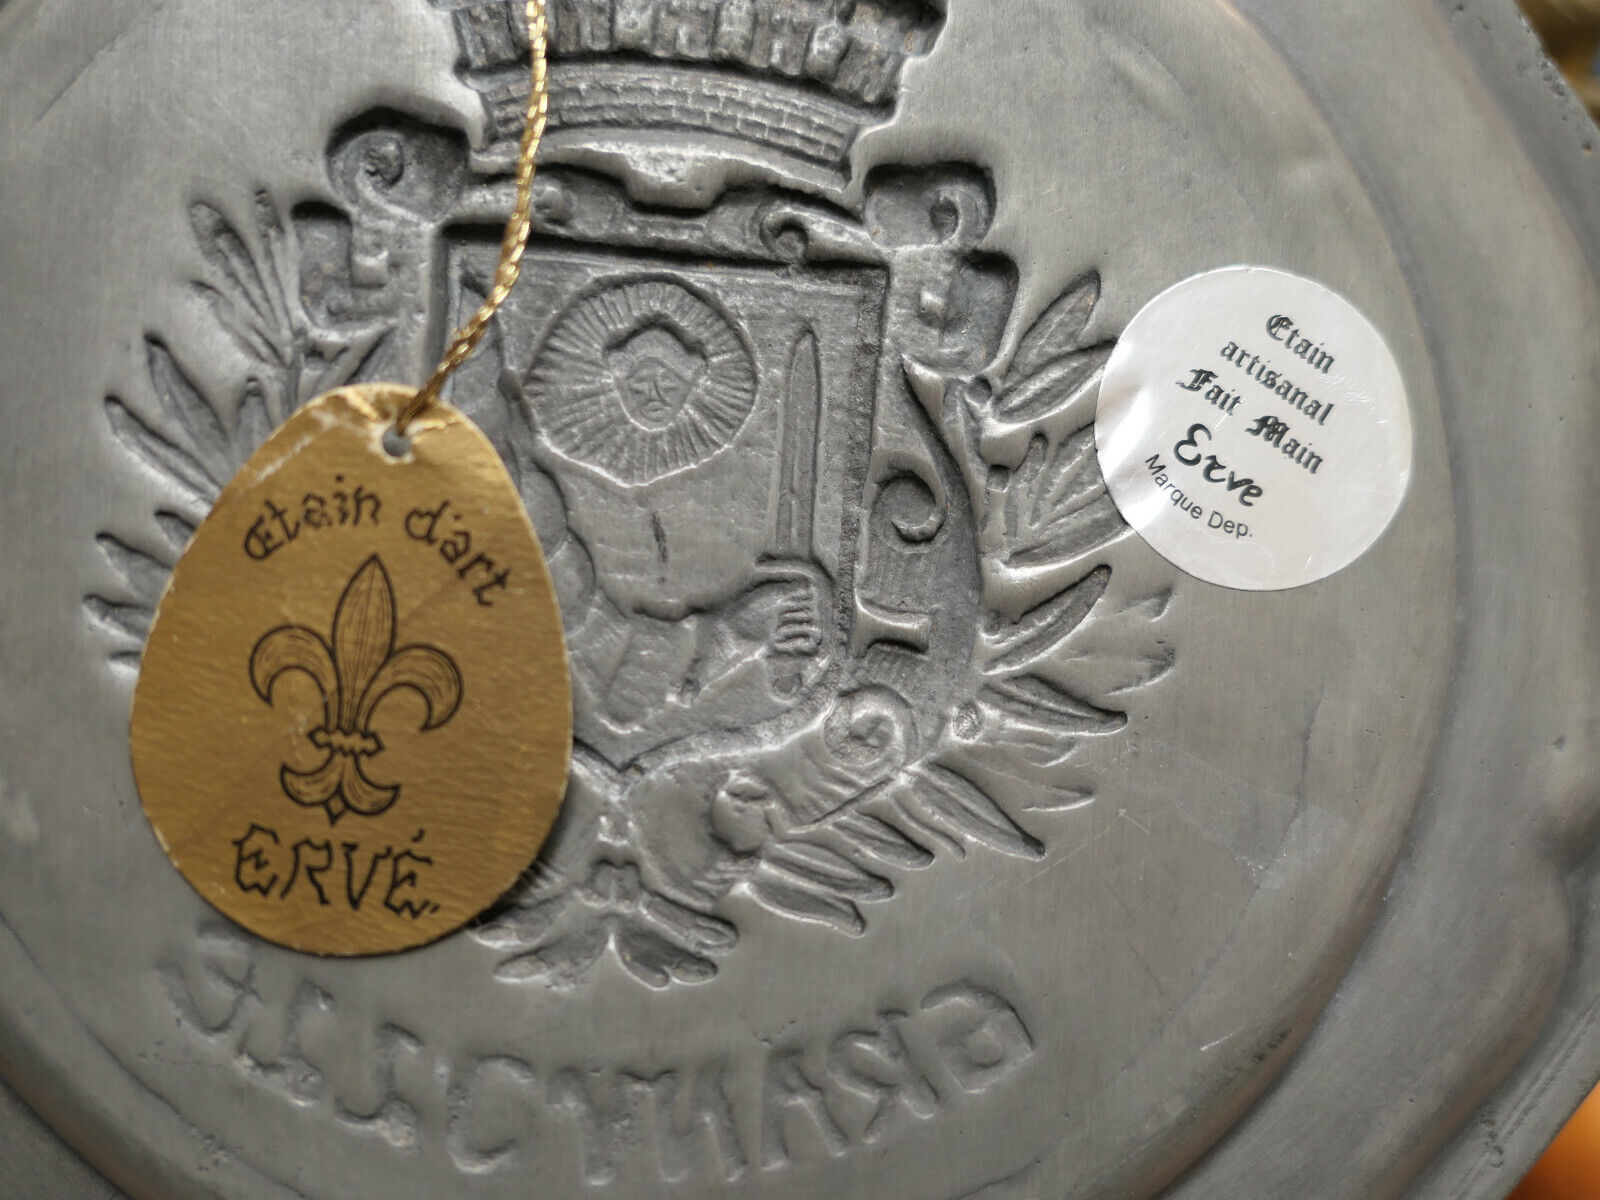 Etain d'art
ERVÉ.
Etain
artisanal
Fait Main
Erve
Marque Dep.